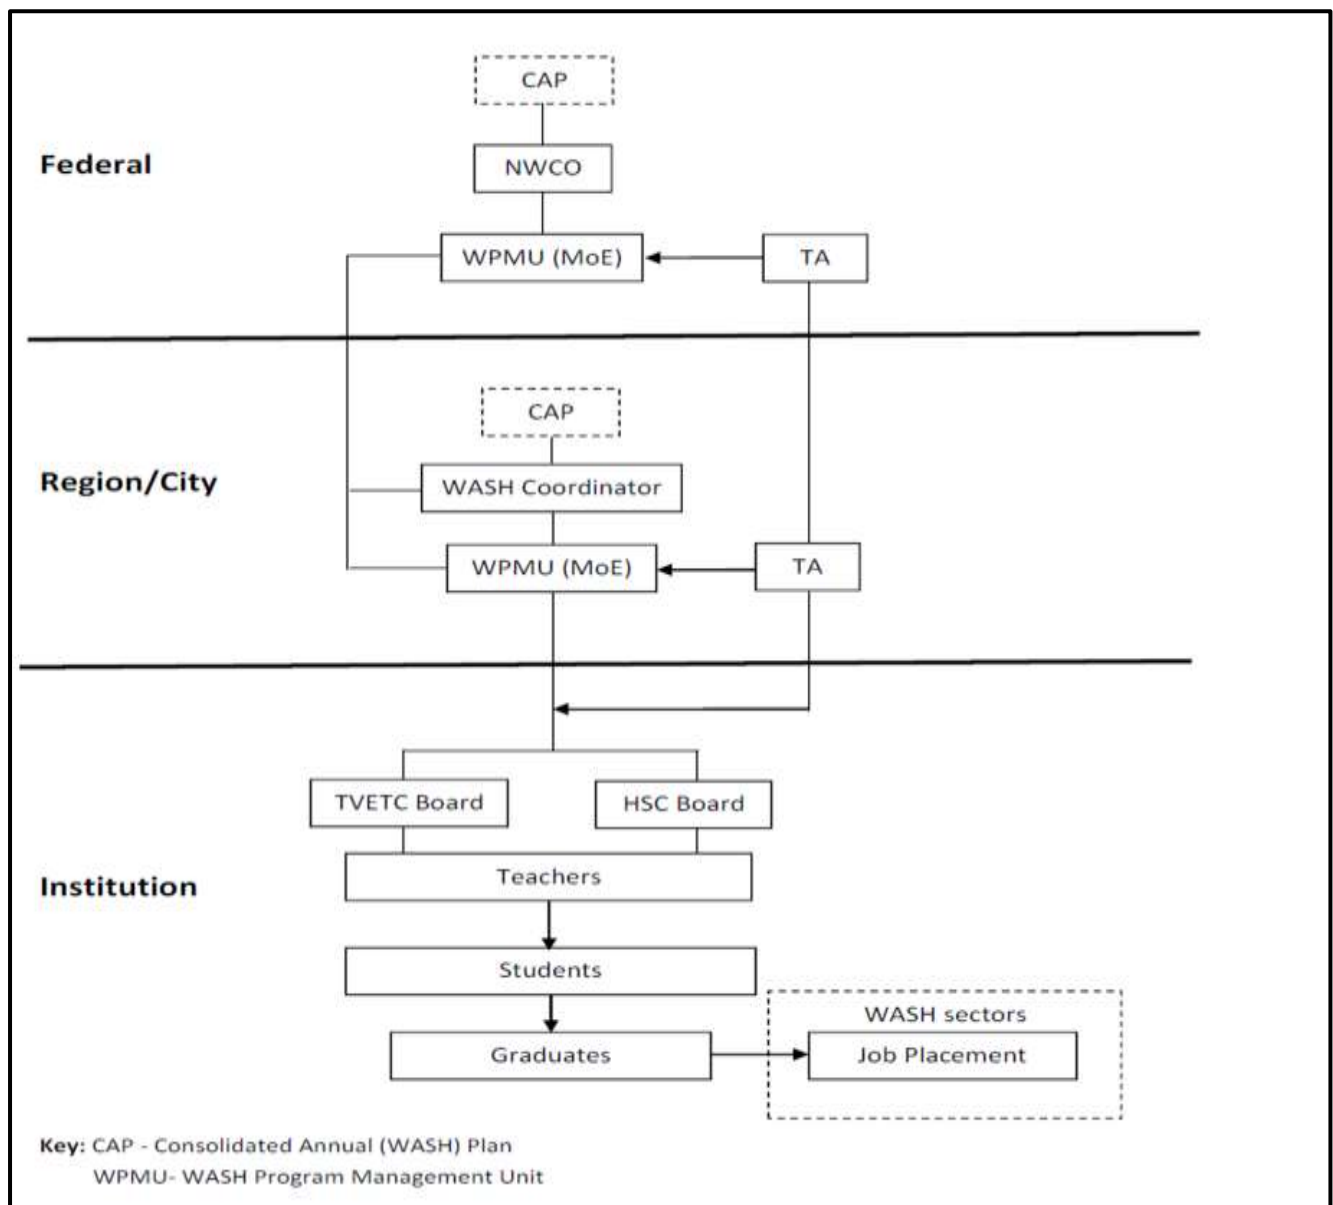 CAP
Federal
NWCO
WPMU (MoE)
TA
CAP
Region/City
WASH Coordinator
WPMU (MoE)
TA
TVETC Board
HSC Board
Institution
Teachers
Students
WASH sectors
Graduates
Job Placement
Key: CAP - Consolidated Annual (WASH) Plan
WPMU- WASH Program Management Unit